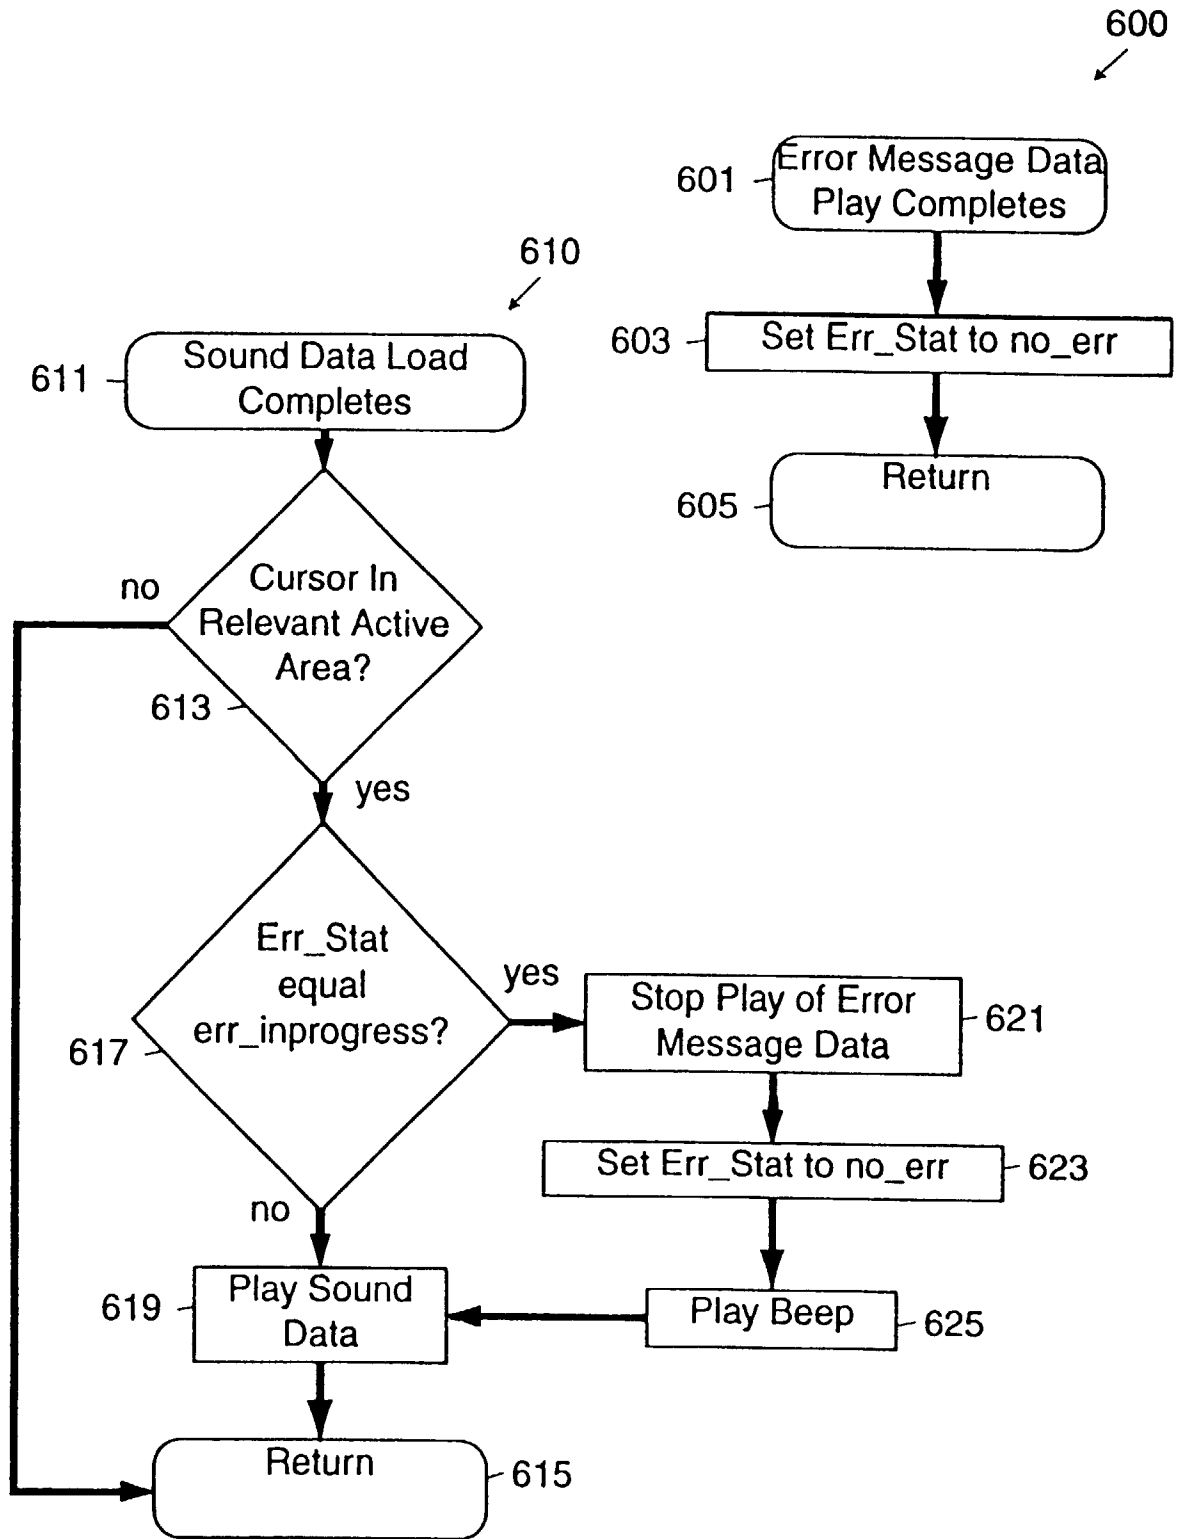 600
601
Error Message Data
Play Completes
603
Set Err_Stat to no_err
605
Return
610
611
Sound Data Load
Completes
no
Cursor In
Relevant Active
Area?
613
yes
Err_Stat
equal
err_inprogress?
617
yes
Stop Play of Error
Message Data
621
Set Err_Stat to no_err
623
no
619
Play Sound
Data
Play Beep
625
Return
615